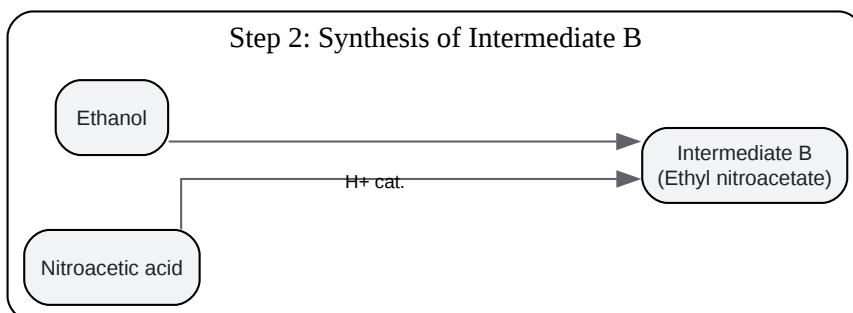 Step 2: Synthesis of Intermediate B
Ethanol
Intermediate B
(Ethyl nitroacetate)
H+ cat.
Nitroacetic acid